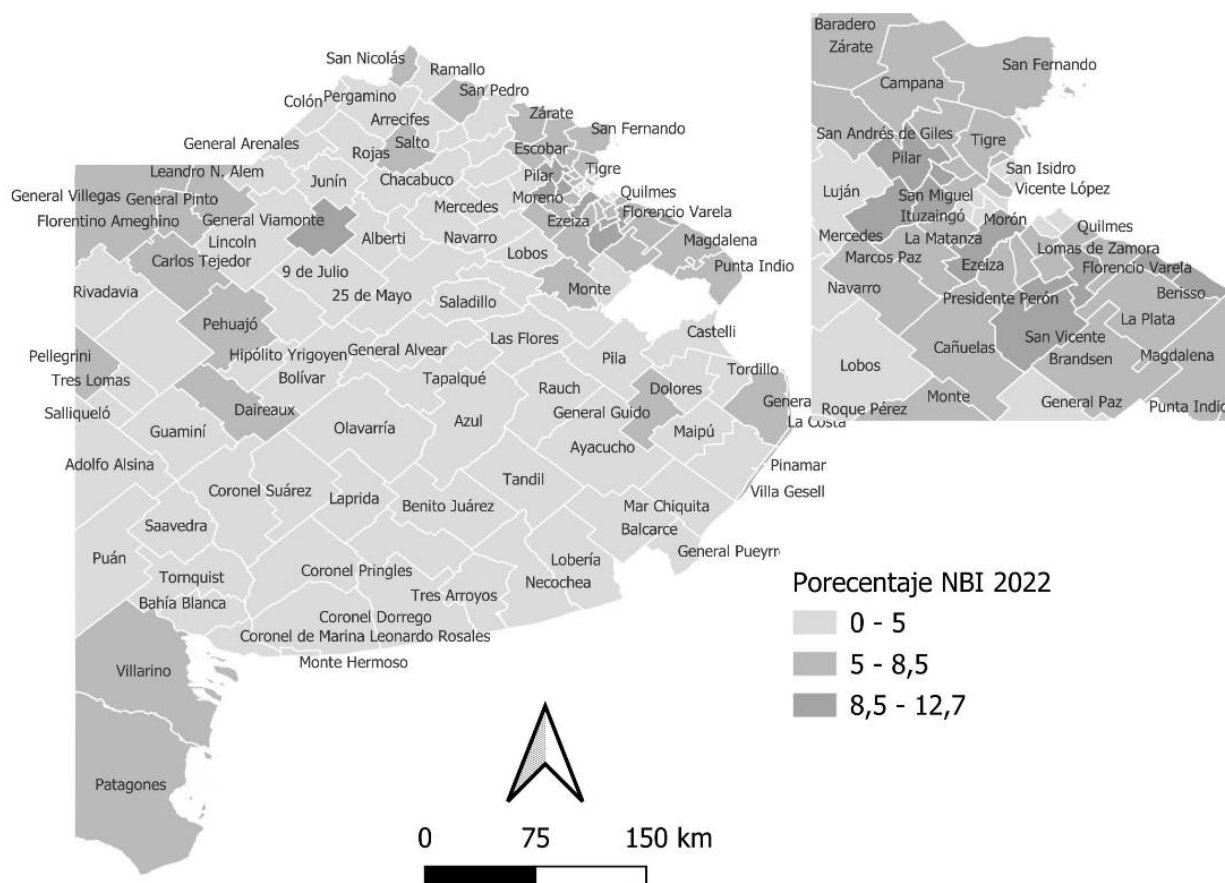 San Nicolás
Ramallo
Colón
Pergamino
San Pedro
Arrecifes
Zárate
General Arenales
Rojas
Salto
Escobar
San Fernando
Leandro N. Alem
Junín
Chacabuco
Pilar
Tigre
General Villegas
General Pinto
Moreno
Quilmes
Florentino Ameghino
General Viamonte
Mercedes
Ezeiza
Florencio Varela
Lincoln
Alberti
Navarro
Magdalena
Carlos Tejedor
9 de Julio
Lobos
Punta Indio
Rivadavia
25 de Mayo
Saladillo
Monte
Pehuajó
Las Flores
Castelli
Pellegrini
Hipólito Yrigoyen
General Alvear
Pila
Tres Lomas
Bolívar
Tapalqué
Rauch
Dolores
Tordillo
Salliqueló
Daireaux
General Guido
Genera
Guaminí
Olavarría
Azul
Maipú
La Costa
Ayacucho
Adolfo Alsina
Coronel Suárez
Laprida
Benito Juárez
Tandil
Pinamar
Villa Gesell
Mar Chiquita
Saavedra
Balcarce
Puán
General Pueyrr
Tornquist
Coronel Pringles
Lobería
Necochea
Bahía Blanca
Tres Arroyos
Coronel Dorrego
Coronel de Marina Leonardo Rosales
Monte Hermoso
Villarino
Patagones
Baradero
Zárate
San Fernando
Campana
San Andrés de Giles
Tigre
Pilar
San Isidro
Luján
San Miguel
Vicente López
Ituzaingó
Morón
Quilmes
Mercedes
La Matanza
Lomas de Zamora
Marcos Paz
Ezeiza
Florencio Varela
Navarro
Presidente Perón
Berisso
La Plata
San Vicente
Cañuelas
Brandsen
Magdalena
Lobos
Monte
General Paz
Roque Pérez
Punta Indio
Porecentaje NBI 2022
0 - 5
5 - 8,5
8,5 - 12,7
0 75 150 km